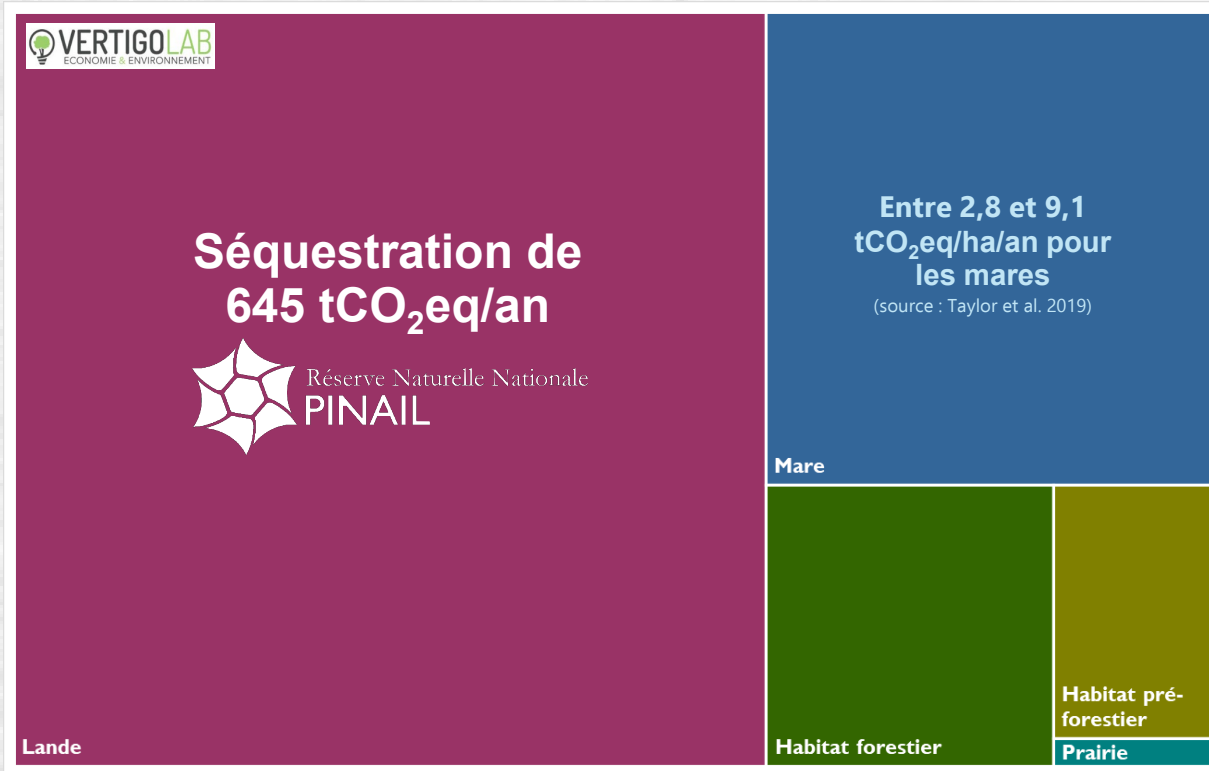 VERTIGOLAB
ECONOMIE & ENVIRONNEMENT
Séquestration de
645 tCO₂eq/an
Réserve Naturelle Nationale
PINAIL
Lande
Entre 2,8 et 9,1
tCO₂eq/ha/an pour
les mares
(source : Taylor et al. 2019)
Mare
Habitat forestier
Habitat pré-
forestier
Prairie